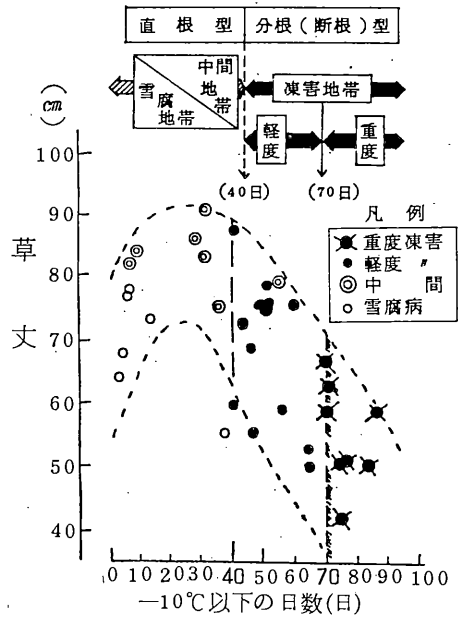 直根型 分根(断根)型
中間地帯
雪腐地帯
凍害地帯
軽度 重度
(40日) (70日)
(cm)
草丈
100
90
80
70
60
50
40
凡例
重度凍害
軽度 〃
中間
雪腐病
0 10 20 30 40 50 60 70 80 90 100
—10℃以下の日数(日)